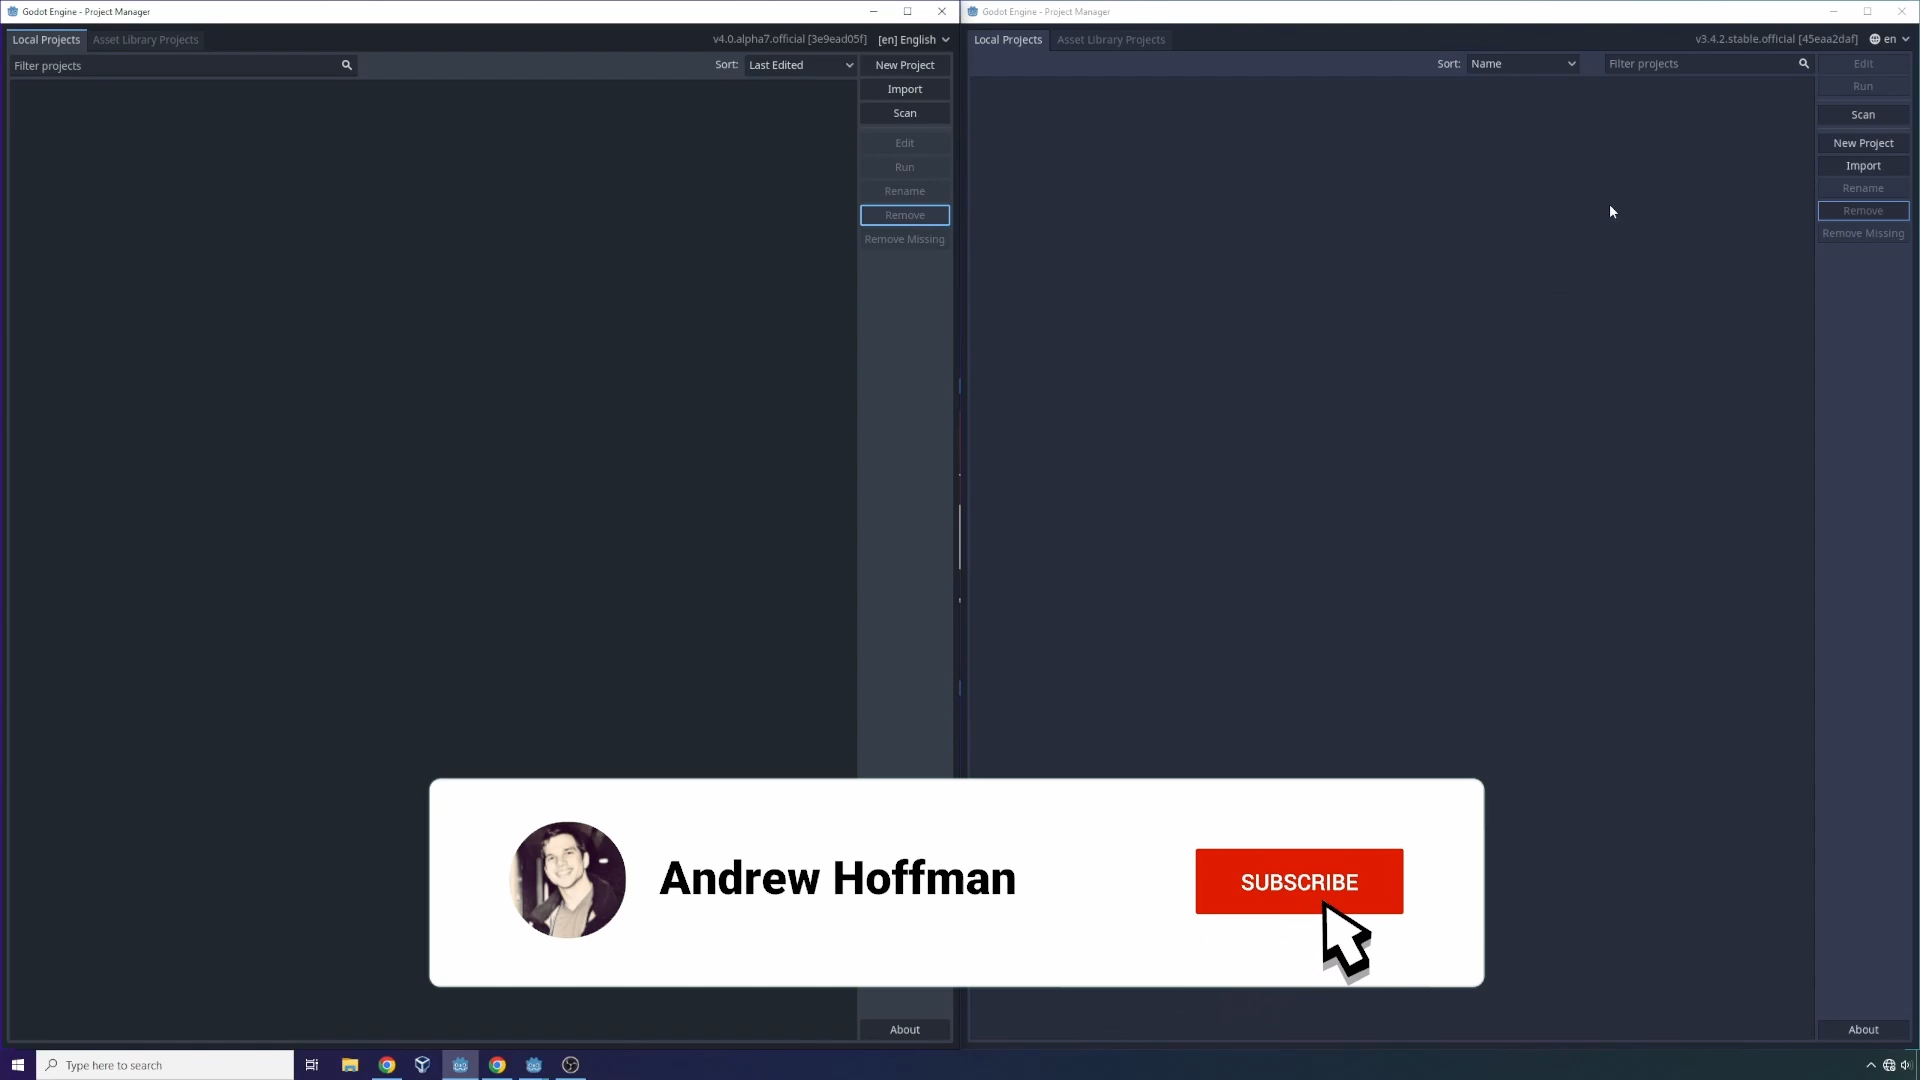 Godot Engine - Project Manager
Local Projects Asset Library Projects v4.0.alpha7.official [3e9ead05f] [en] English
Filter projects Sort: Last Edited New Project
Import
Scan
Edit
Run
Rename
Remove
Remove Missing
About
Godot Engine - Project Manager
Local Projects Asset Library Projects v3.4.2.stable.official [45eaa2daf] en
Sort: Name Filter projects Edit
Run
Scan
New Project
Import
Rename
Remove
Remove Missing
About
Andrew Hoffman SUBSCRIBE
Type here to search